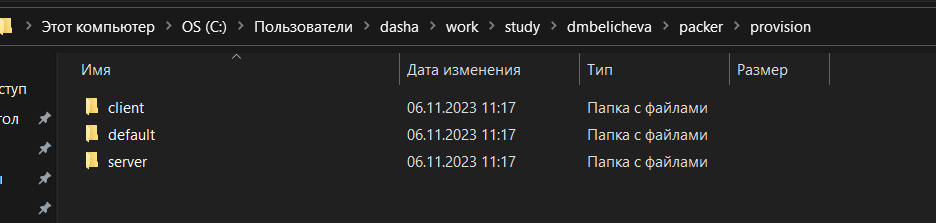 Этот компьютер > OS (C:) > Пользователи > dasha > work > study > dmbelicheva > packer > provision
Имя Дата изменения Тип Размер
ступ
client 06.11.2023 11:17 Папка с файлами
тол
default 06.11.2023 11:17 Папка с файлами
server 06.11.2023 11:17 Папка с файлами
ы